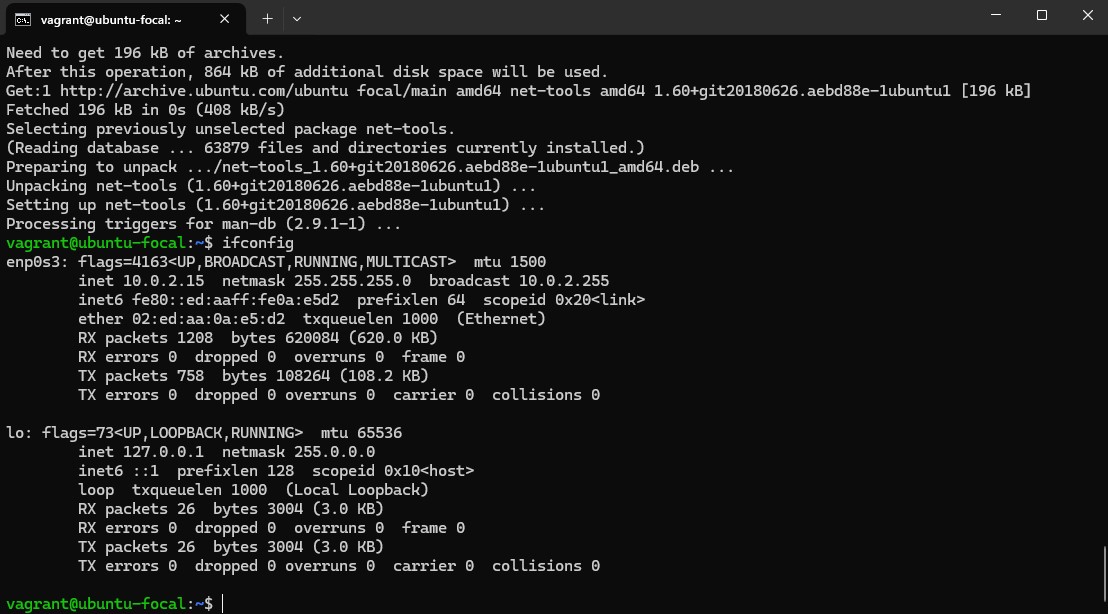 vagrant@ubuntu-focal: ~
Need to get 196 kB of archives.
After this operation, 864 kB of additional disk space will be used.
Get:1 http://archive.ubuntu.com/ubuntu focal/main amd64 net-tools amd64 1.60+git20180626.aebd88e-1ubuntu1 [196 kB]
Fetched 196 kB in 0s (408 kB/s)
Selecting previously unselected package net-tools.
(Reading database ... 63879 files and directories currently installed.)
Preparing to unpack .../net-tools_1.60+git20180626.aebd88e-1ubuntu1_amd64.deb ...
Unpacking net-tools (1.60+git20180626.aebd88e-1ubuntu1) ...
Setting up net-tools (1.60+git20180626.aebd88e-1ubuntu1) ...
Processing triggers for man-db (2.9.1-1) ...
vagrant@ubuntu-focal:~$ ifconfig
enp0s3: flags=4163<UP,BROADCAST,RUNNING,MULTICAST>  mtu 1500
        inet 10.0.2.15  netmask 255.255.255.0  broadcast 10.0.2.255
        inet6 fe80::ed:aaff:fe0a:e5d2  prefixlen 64  scopeid 0x20<link>
        ether 02:ed:aa:0a:e5:d2  txqueuelen 1000  (Ethernet)
        RX packets 1208  bytes 620084 (620.0 KB)
        RX errors 0  dropped 0  overruns 0  frame 0
        TX packets 758  bytes 108264 (108.2 KB)
        TX errors 0  dropped 0 overruns 0  carrier 0  collisions 0

lo: flags=73<UP,LOOPBACK,RUNNING>  mtu 65536
        inet 127.0.0.1  netmask 255.0.0.0
        inet6 ::1  prefixlen 128  scopeid 0x10<host>
        loop  txqueuelen 1000  (Local Loopback)
        RX packets 26  bytes 3004 (3.0 KB)
        RX errors 0  dropped 0  overruns 0  frame 0
        TX packets 26  bytes 3004 (3.0 KB)
        TX errors 0  dropped 0 overruns 0  carrier 0  collisions 0

vagrant@ubuntu-focal:~$